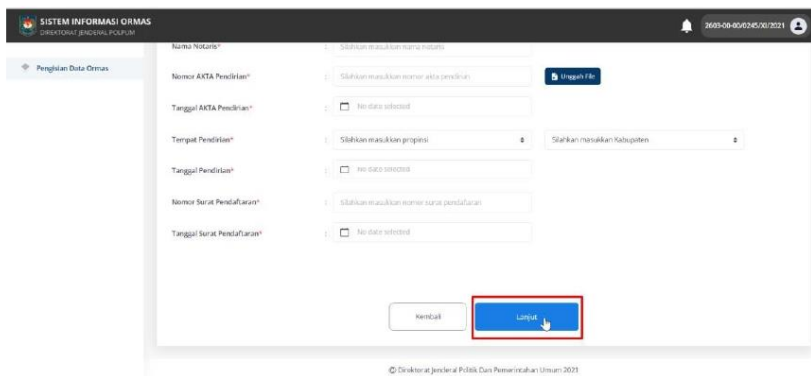 SISTEM INFORMASI ORMAS
DIREKTORAT JENDERAL POLPUM
2603-00-00/0245/XI/2021
Pengisian Data Ormas
Nama Notaris* : Silahkan masukkan nama notaris
Nomor AKTA Pendirian* : Silahkan masukkan nomor akta pendirian Unggah File
Tanggal AKTA Pendirian* : No date selected
Tempat Pendirian* : Silahkan masukkan propinsi Silahkan masukkan Kabupaten
Tanggal Pendirian* : No date selected
Nomor Surat Pendaftaran* : Silahkan masukkan nomor surat pendaftaran
Tanggal Surat Pendaftaran* : No date selected
Kembali Lanjut
© Direktorat Jenderal Politik Dan Pemerintahan Umum 2021